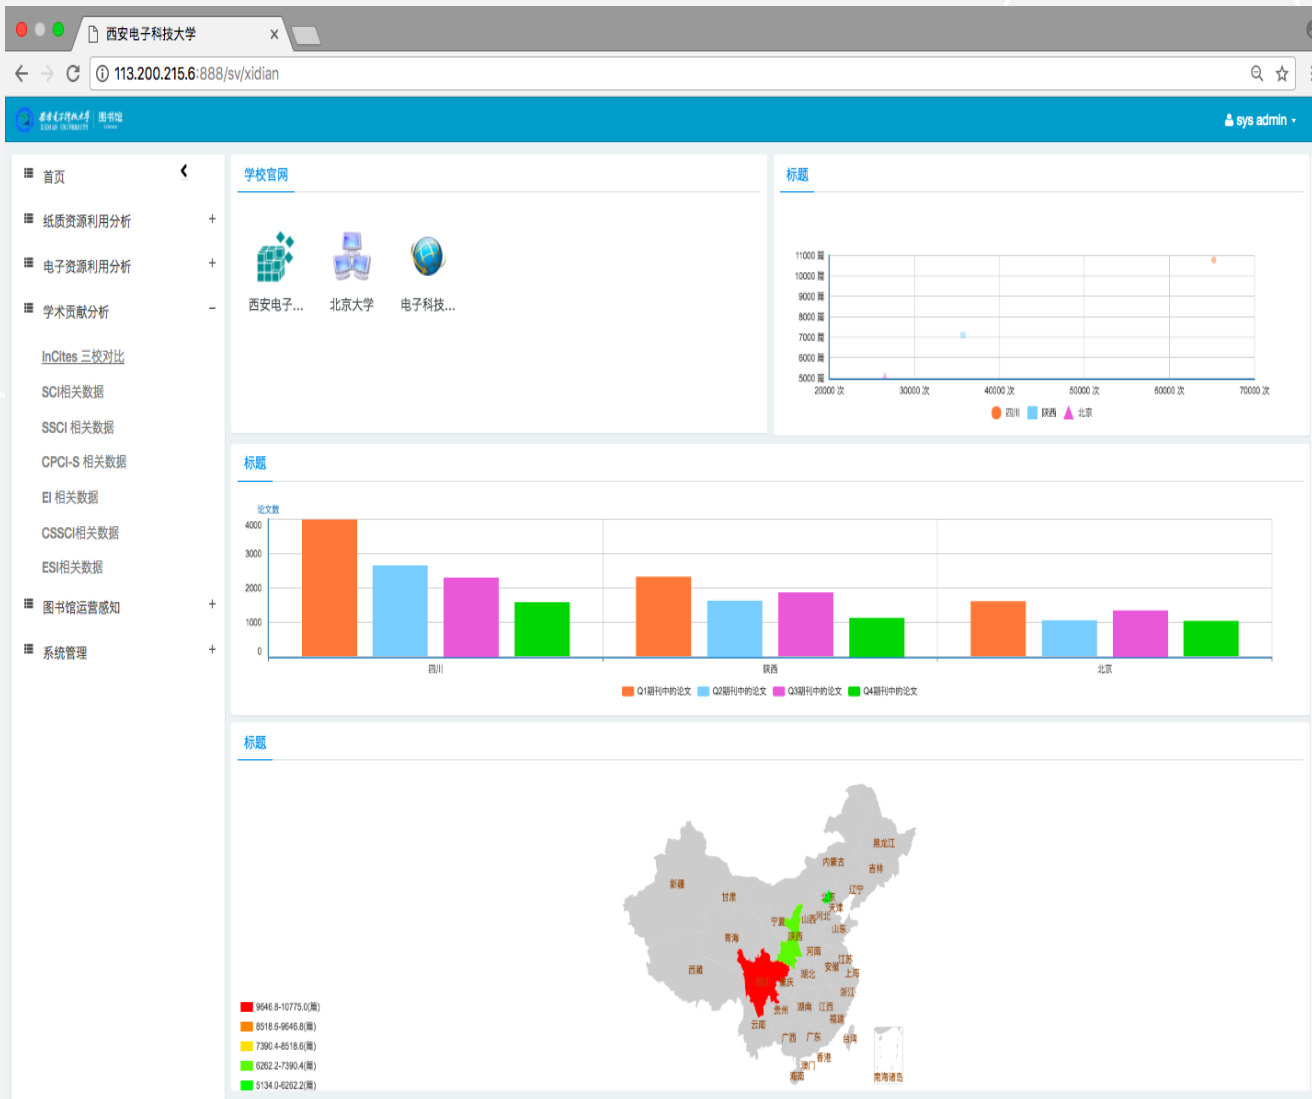 西安电子科技大学
113.200.215.6:888/sv/xidian
西安电子科技大学 图书馆
XIDIAN UNIVERSITY
sys admin
首页
纸质资源利用分析
电子资源利用分析
学术贡献分析
InCites 三校对比
SCI相关数据
SSCI 相关数据
CPCI-S 相关数据
EI 相关数据
CSSCI相关数据
ESI相关数据
图书馆运营感知
系统管理
学校官网
西安电子...
北京大学
电子科技...
标题
11000 篇
10000 篇
9000 篇
8000 篇
7000 篇
6000 篇
5000 篇
20000 次 30000 次 40000 次 50000 次 60000 次 70000 次
四川 陕西 北京
标题
论文数
4000
3000
2000
1000
0
四川 陕西 北京
Q1期刊中的论文 Q2期刊中的论文 Q3期刊中的论文 Q4期刊中的论文
标题
黑龙江
内蒙古
吉林
新疆
甘肃
辽宁
北京
天津
宁夏
山西
河北
山东
青海
陕西
河南
西藏
湖北
安徽
江苏
上海
四川
重庆
浙江
贵州
湖南
江西
福建
云南
广西
广东
台湾
香港
澳门
海南
南海诸岛
9646.8-10775.0(篇)
8518.6-9646.8(篇)
7390.4-8518.6(篇)
6262.2-7390.4(篇)
5134.0-6262.2(篇)